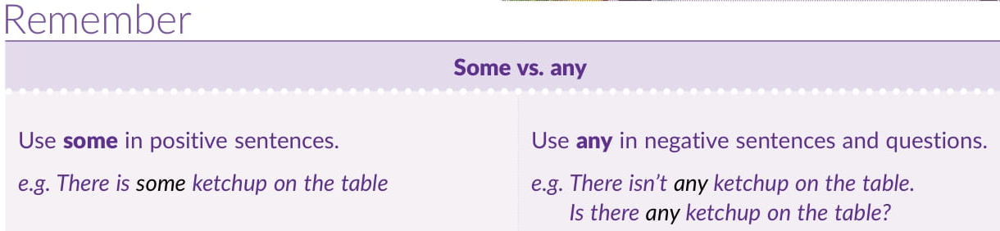 Remember
Some vs. any
Use some in positive sentences.
e.g. There is some ketchup on the table
Use any in negative sentences and questions.
e.g. There isn’t any ketchup on the table.
Is there any ketchup on the table?